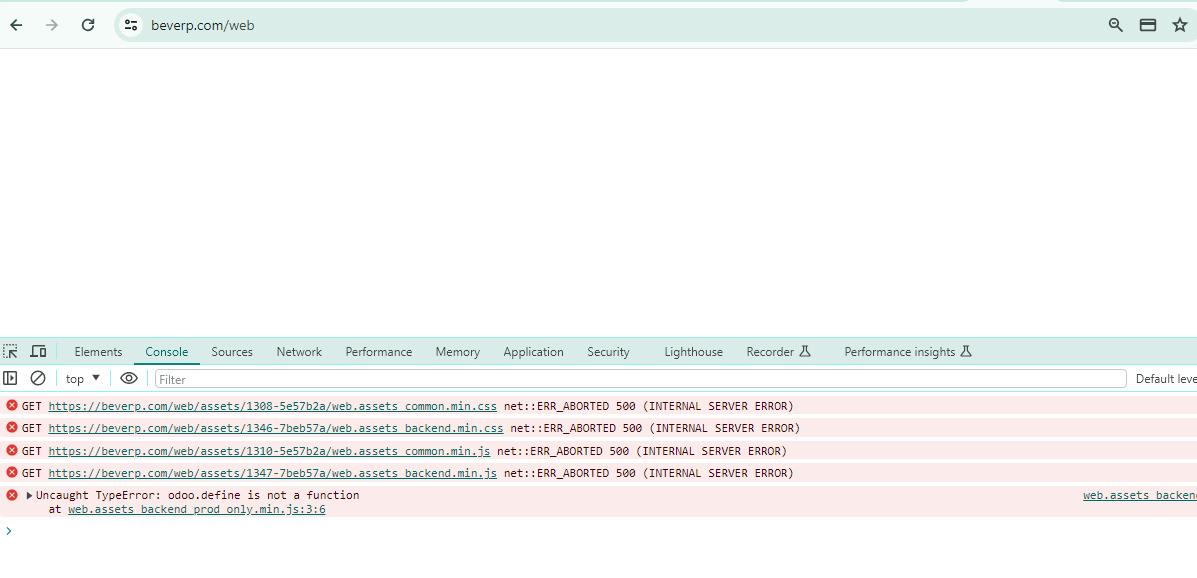 beverp.com/web
Elements Console Sources Network Performance Memory Application Security Lighthouse Recorder Performance insights
top Filter Default leve
GET https://beverp.com/web/assets/1308-5e57b2a/web.assets_common.min.css net::ERR_ABORTED 500 (INTERNAL SERVER ERROR)
GET https://beverp.com/web/assets/1346-7beb57a/web.assets_backend.min.css net::ERR_ABORTED 500 (INTERNAL SERVER ERROR)
GET https://beverp.com/web/assets/1310-5e57b2a/web.assets_common.min.js net::ERR_ABORTED 500 (INTERNAL SERVER ERROR)
GET https://beverp.com/web/assets/1347-7beb57a/web.assets_backend.min.js net::ERR_ABORTED 500 (INTERNAL SERVER ERROR)
Uncaught TypeError: odoo.define is not a function web.assets_backen
at web.assets_backend_prod_only.min.js:3:6